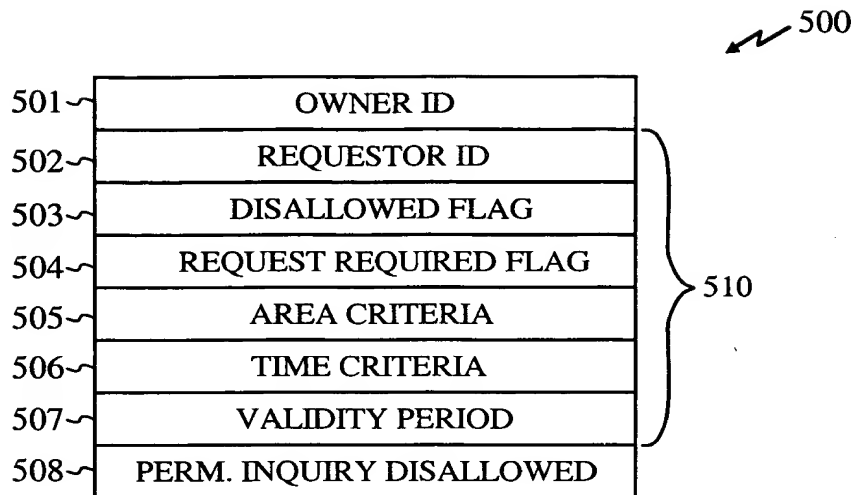 500
501 OWNER ID
502 REQUESTOR ID
503 DISALLOWED FLAG
504 REQUEST REQUIRED FLAG
505 AREA CRITERIA
506 TIME CRITERIA
507 VALIDITY PERIOD
508 PERM. INQUIRY DISALLOWED
510